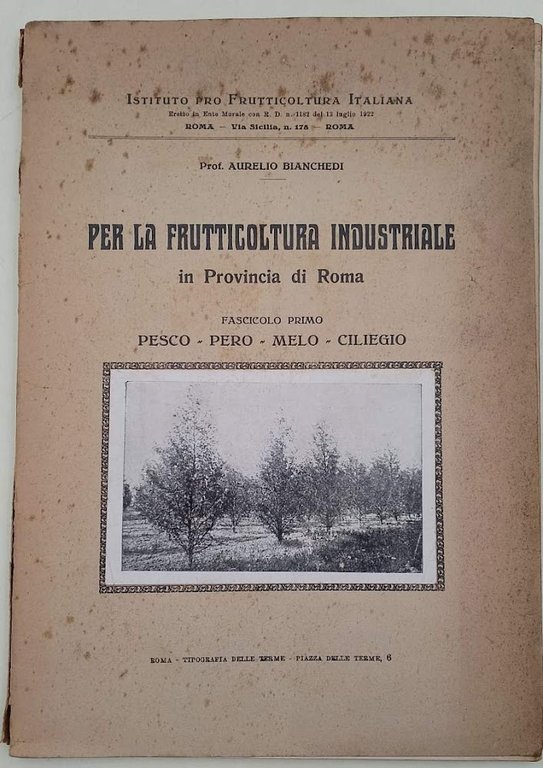 ISTITUTO PRO FRUTTICOLTURA ITALIANA
Eretto in Ente Morale con R. D. n. 1182 del 13 luglio 1922
ROMA — Via Sicilia, n. 178 — ROMA
Prof. AURELIO BIANCHEDI
PER LA FRUTTICOLTURA INDUSTRIALE
in Provincia di Roma
FASCICOLO PRIMO
PESCO - PERO - MELO - CILIEGIO
ROMA - TIPOGRAFIA DELLE TERME - PIAZZA DELLE TERME, 6